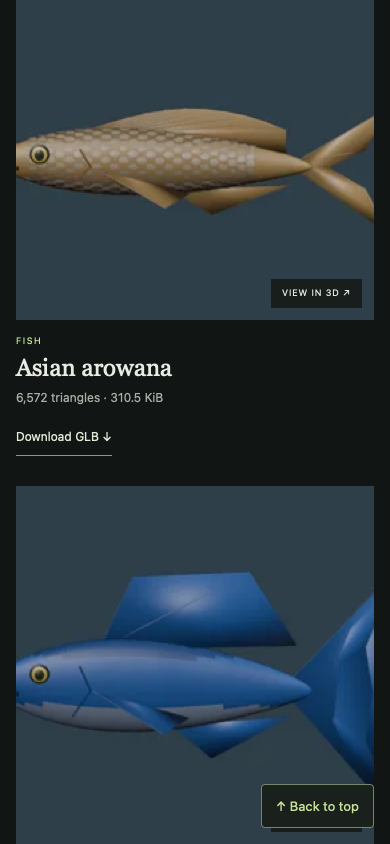 VIEW IN 3D ↗
FISH
Asian arowana
6,572 triangles · 310.5 KiB
Download GLB ↓
↑ Back to top